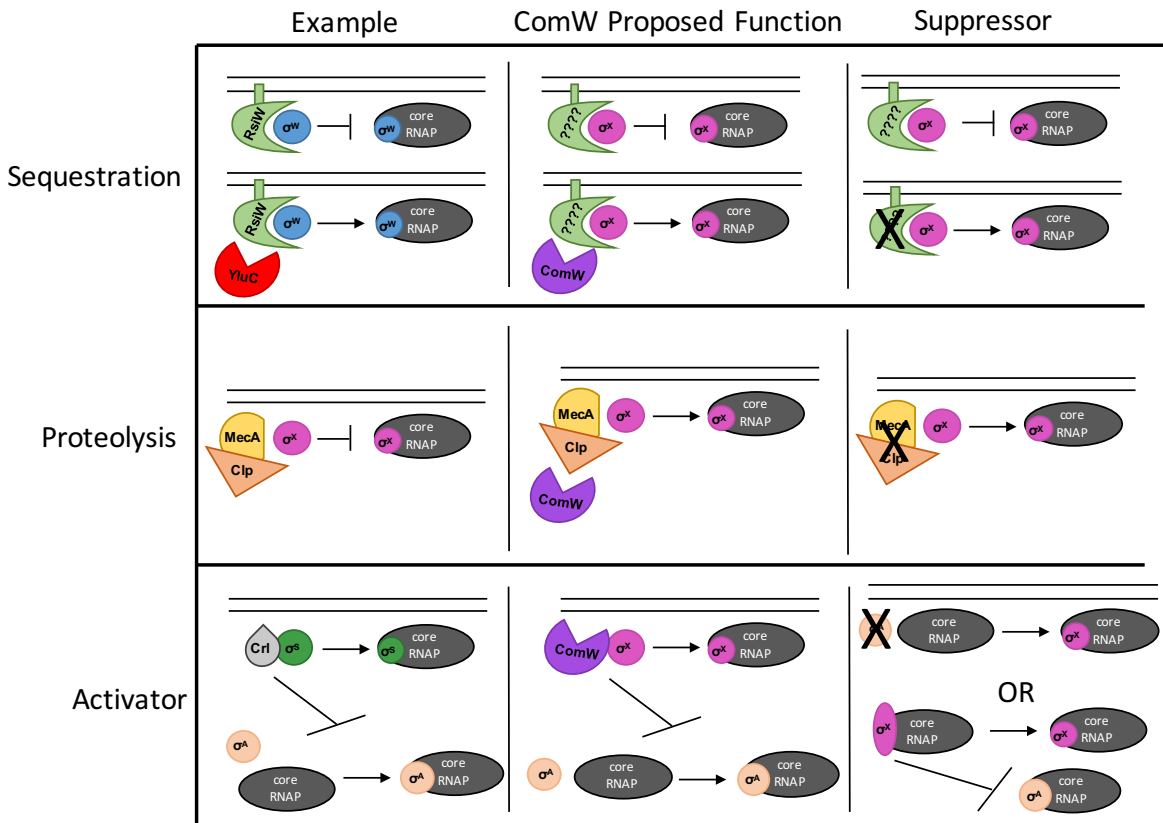 Example
ComW Proposed Function
Suppressor
Sequestration
RsiW
σW
σW
core
RNAP
????
σX
σX
core
RNAP
????
σX
σX
core
RNAP
RsiW
σW
σW
core
RNAP
YluC
????
σX
σX
core
RNAP
ComW
σX
σX
core
RNAP
Proteolysis
MecA
Clp
σX
σX
core
RNAP
MecA
Clp
σX
σX
core
RNAP
ComW
MecA
Clp
σX
σX
core
RNAP
Activator
Crl
σS
σS
core
RNAP
σA
core
RNAP
σA
core
RNAP
ComW
σX
σX
core
RNAP
σA
core
RNAP
σA
core
RNAP
core
RNAP
σX
core
RNAP
OR
σX
core
RNAP
σX
core
RNAP
σA
core
RNAP